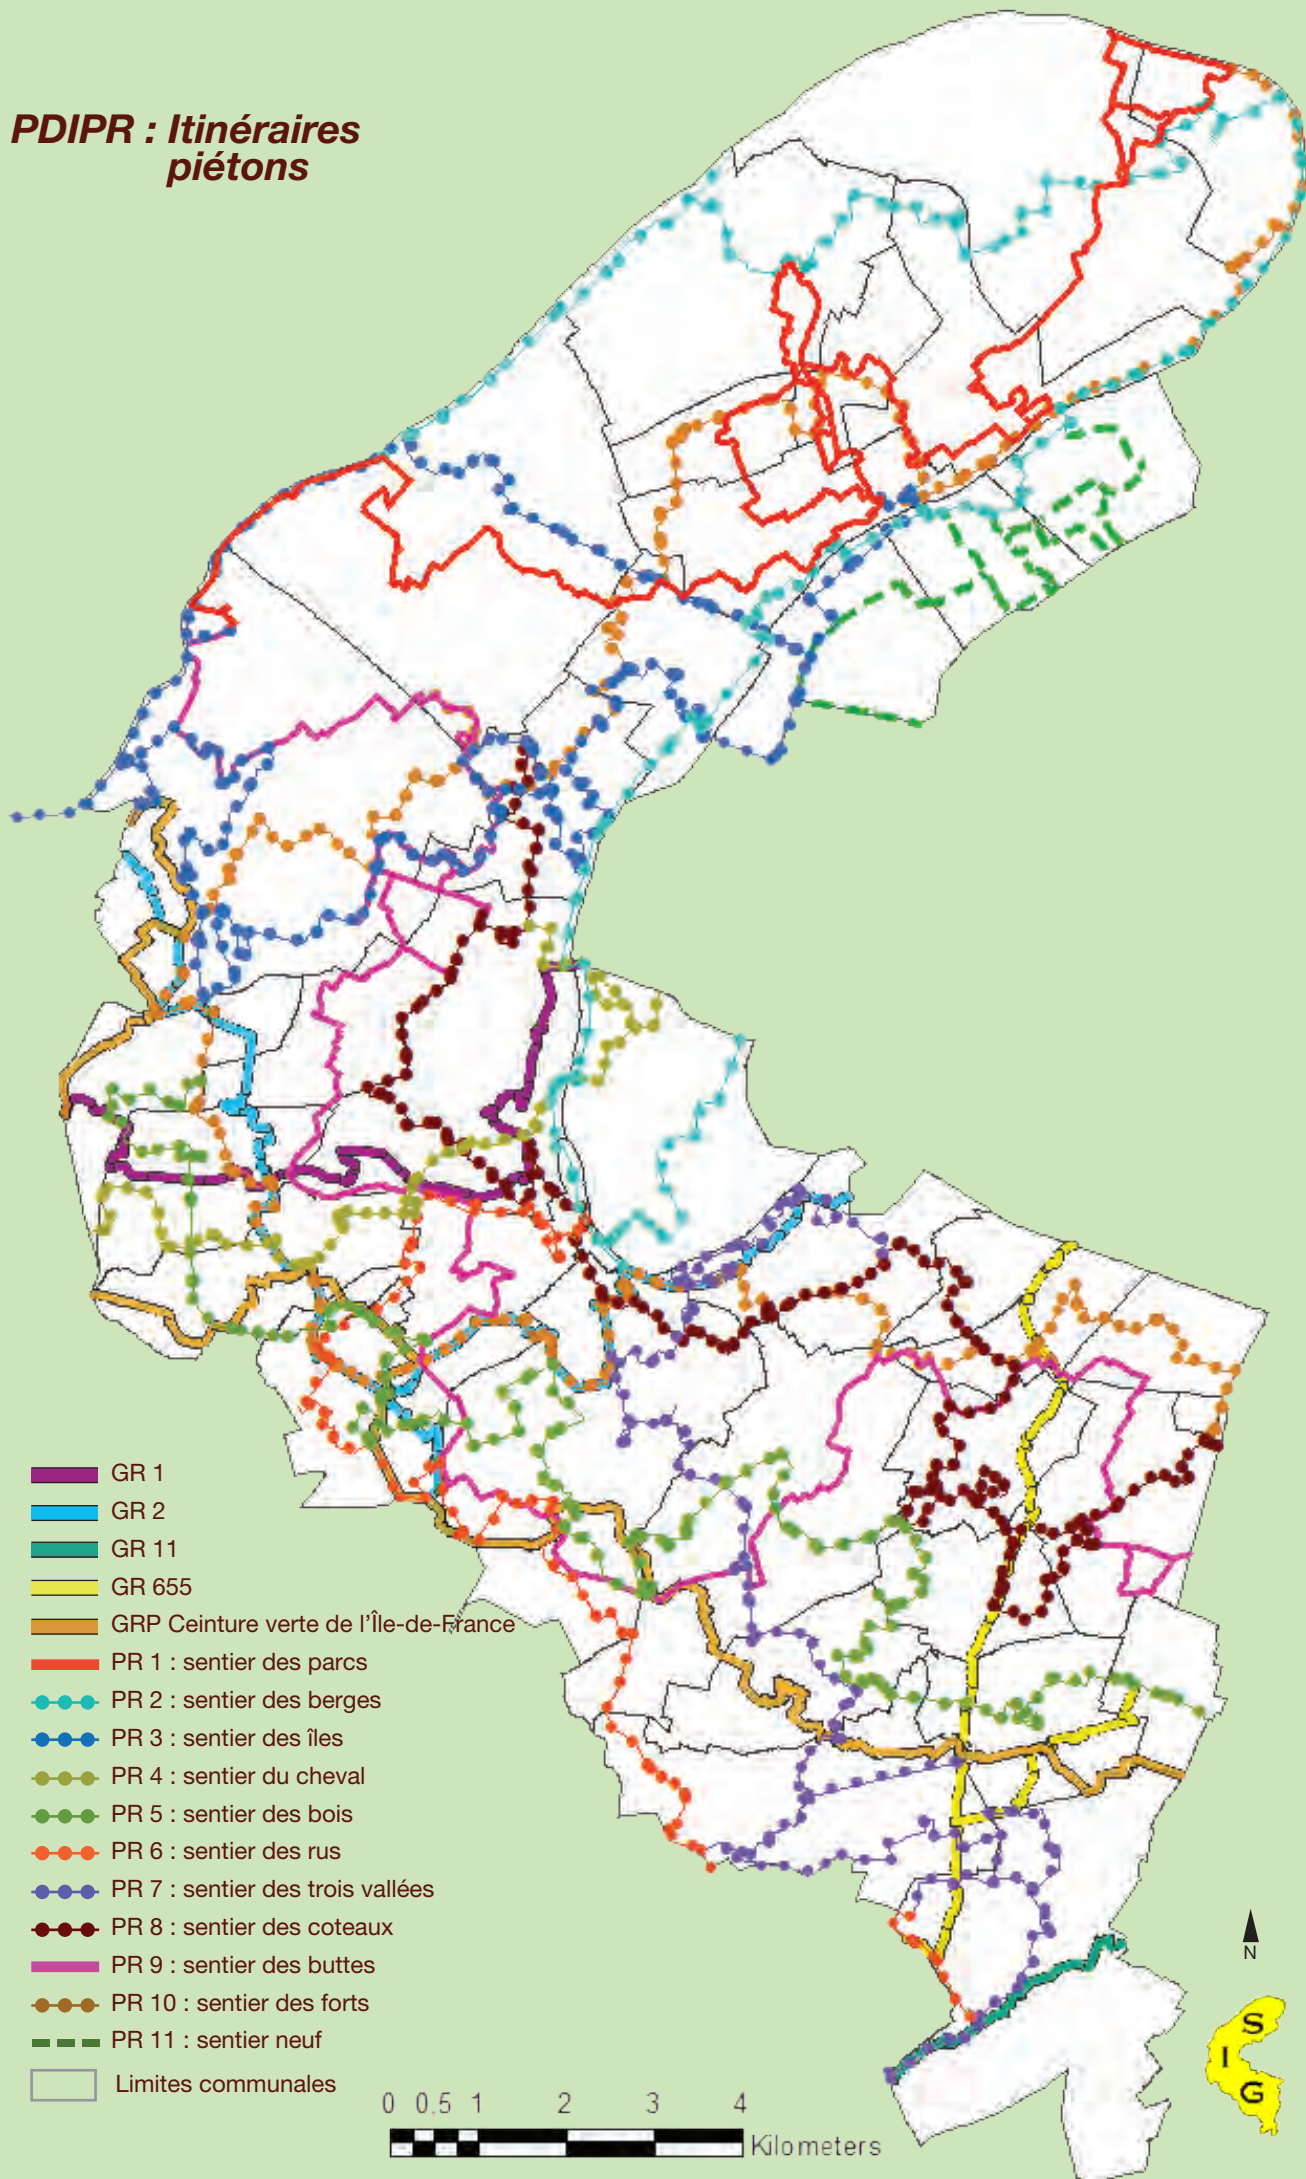 PDIPR : Itinéraires
piétons
GR 1
GR 2
GR 11
GR 655
GRP Ceinture verte de l'Île-de-France
PR 1 : sentier des parcs
PR 2 : sentier des berges
PR 3 : sentier des îles
PR 4 : sentier du cheval
PR 5 : sentier des bois
PR 6 : sentier des rus
PR 7 : sentier des trois vallées
PR 8 : sentier des coteaux
PR 9 : sentier des buttes
PR 10 : sentier des forts
PR 11 : sentier neuf
Limites communales
0 0,5 1 2 3 4
Kilometers
N
S
I
G